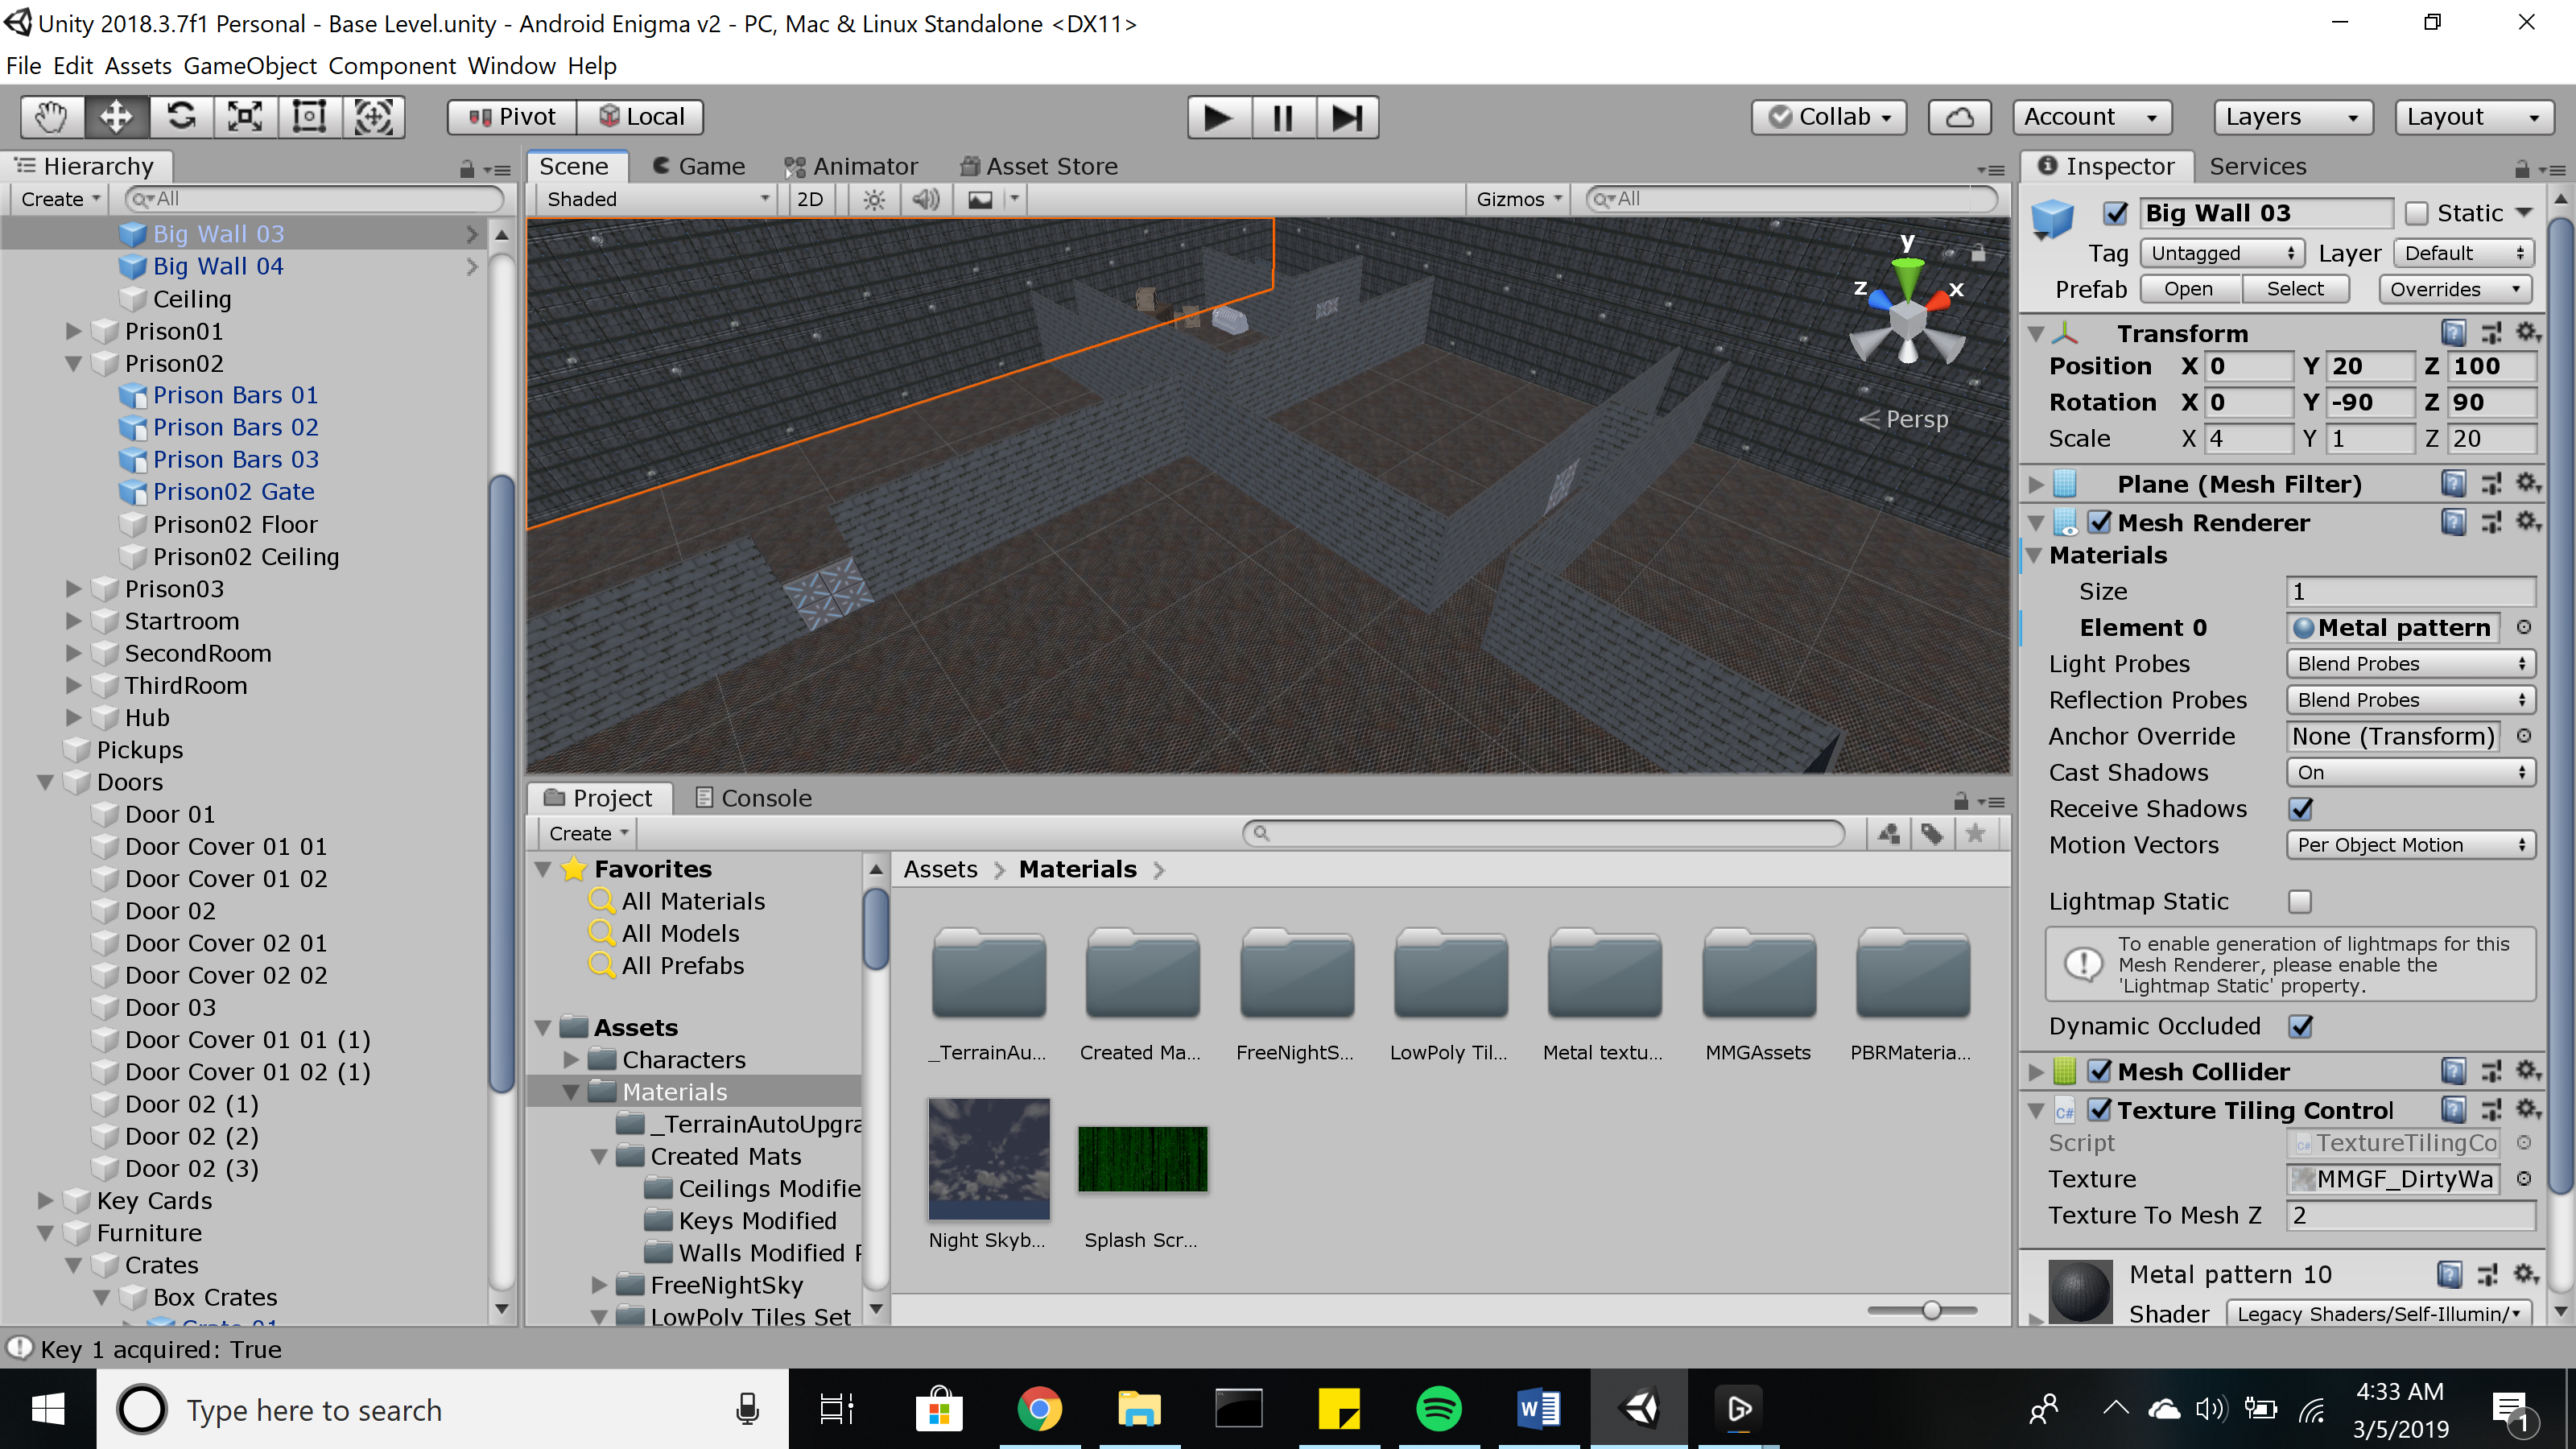 Unity 2018.3.7f1 Personal - Base Level.unity - Android Enigma v2 - PC, Mac & Linux Standalone <DX11>
File Edit Assets GameObject Component Window Help
Pivot Local Collab Account Layers Layout
Hierarchy
Create All
Big Wall 03
Big Wall 04
Ceiling
Prison01
Prison02
Prison Bars 01
Prison Bars 02
Prison Bars 03
Prison02 Gate
Prison02 Floor
Prison02 Ceiling
Prison03
Startroom
SecondRoom
ThirdRoom
Hub
Pickups
Doors
Door 01
Door Cover 01 01
Door Cover 01 02
Door 02
Door Cover 02 01
Door Cover 02 02
Door 03
Door Cover 01 01 (1)
Door Cover 01 02 (1)
Door 02 (1)
Door 02 (2)
Door 02 (3)
Key Cards
Furniture
Crates
Box Crates
Crate 01
Scene Game Animator Asset Store
Shaded 2D Gizmos All
y
z x
Persp
Project Console
Create
Favorites
All Materials
All Models
All Prefabs
Assets
Characters
Materials
_TerrainAutoUpgra
Created Mats
Ceilings Modifie
Keys Modified
Walls Modified P
FreeNightSky
LowPoly Tiles Set
Assets Materials
_TerrainAu... Created Ma... FreeNightS... LowPoly Til... Metal textu... MMGAssets PBRMateria...
Night Skyb... Splash Scr...
Inspector Services
Big Wall 03 Static
Tag Untagged Layer Default
Prefab Open Select Overrides
Transform
Position X 0 Y 20 Z 100
Rotation X 0 Y -90 Z 90
Scale X 4 Y 1 Z 20
Plane (Mesh Filter)
Mesh Renderer
Materials
Size 1
Element 0 Metal pattern
Light Probes Blend Probes
Reflection Probes Blend Probes
Anchor Override None (Transform)
Cast Shadows On
Receive Shadows
Motion Vectors Per Object Motion
Lightmap Static
To enable generation of lightmaps for this
Mesh Renderer, please enable the
'Lightmap Static' property.
Dynamic Occluded
Mesh Collider
C# Texture Tiling Control
Script TextureTilingCo
Texture MMGF_DirtyWa
Texture To Mesh Z 2
Metal pattern 10
Shader Legacy Shaders/Self-Illumin/
Key 1 acquired: True
Type here to search
4:33 AM
3/5/2019
1